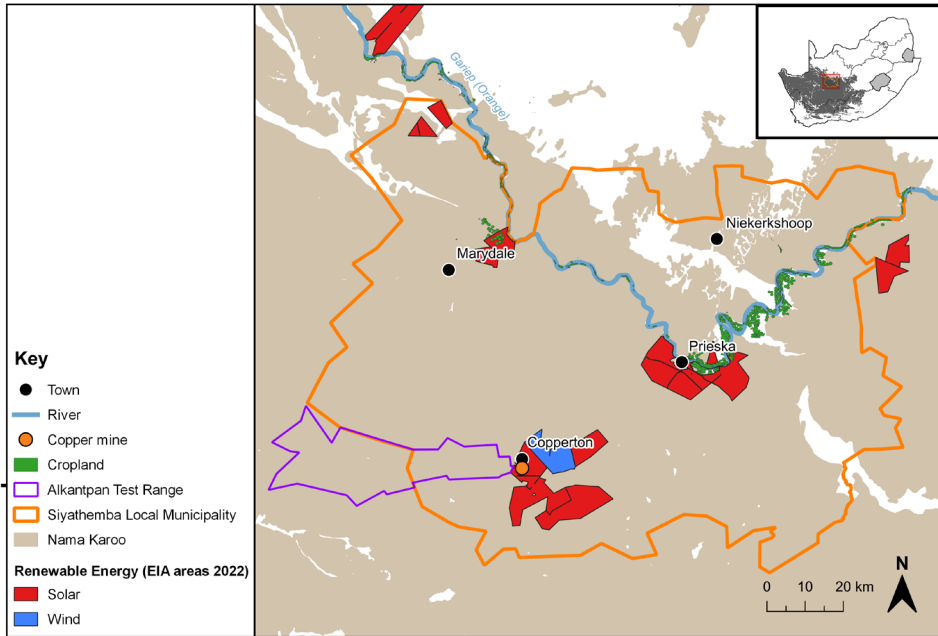 Gariep (Orange)
Niekerkshoop
Marydale
Prieska
Copperton
Key
Town
River
Copper mine
Cropland
Alkantpan Test Range
Siyathemba Local Municipality
Nama Karoo
Renewable Energy (EIA areas 2022)
Solar
Wind
N
0 10 20 km